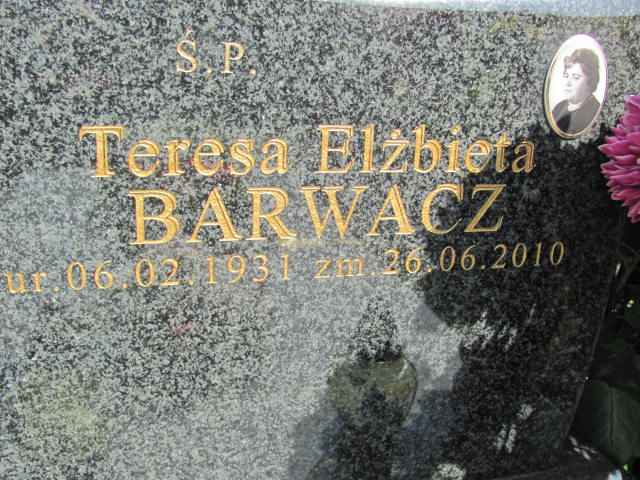 Ś.P.
Teresa Elżbieta
BARWACZ
ur.06.02.1931 zm.26.06.2010